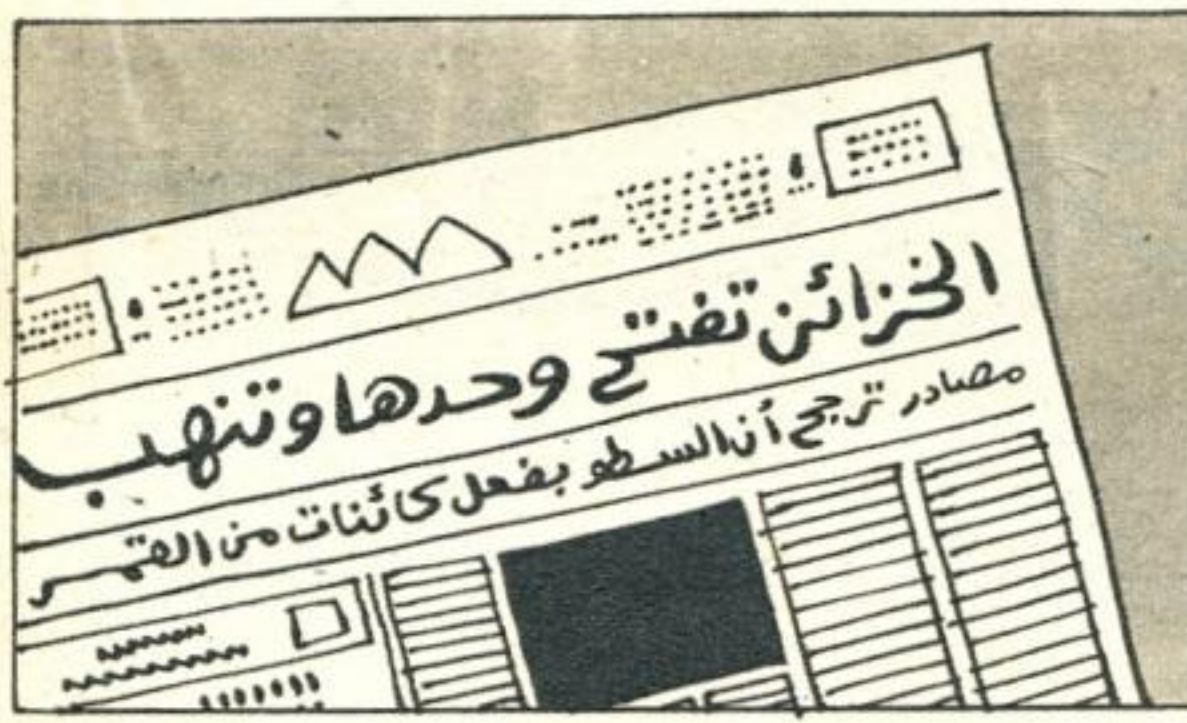 الخزائن تفتح وحدها وتنهب
مصادر ترجح أن السطو بفعل كائنات من القمر